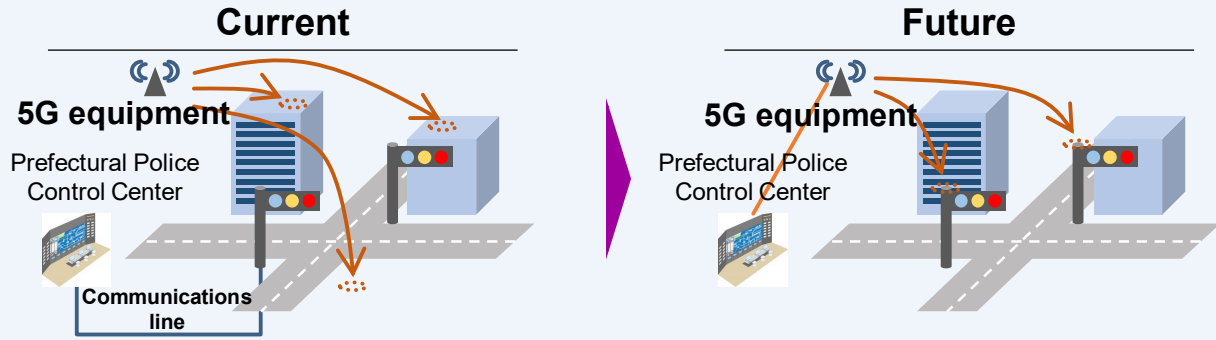 Current
5G equipment
Prefectural Police
Control Center
Communications
line
Future
5G equipment
Prefectural Police
Control Center